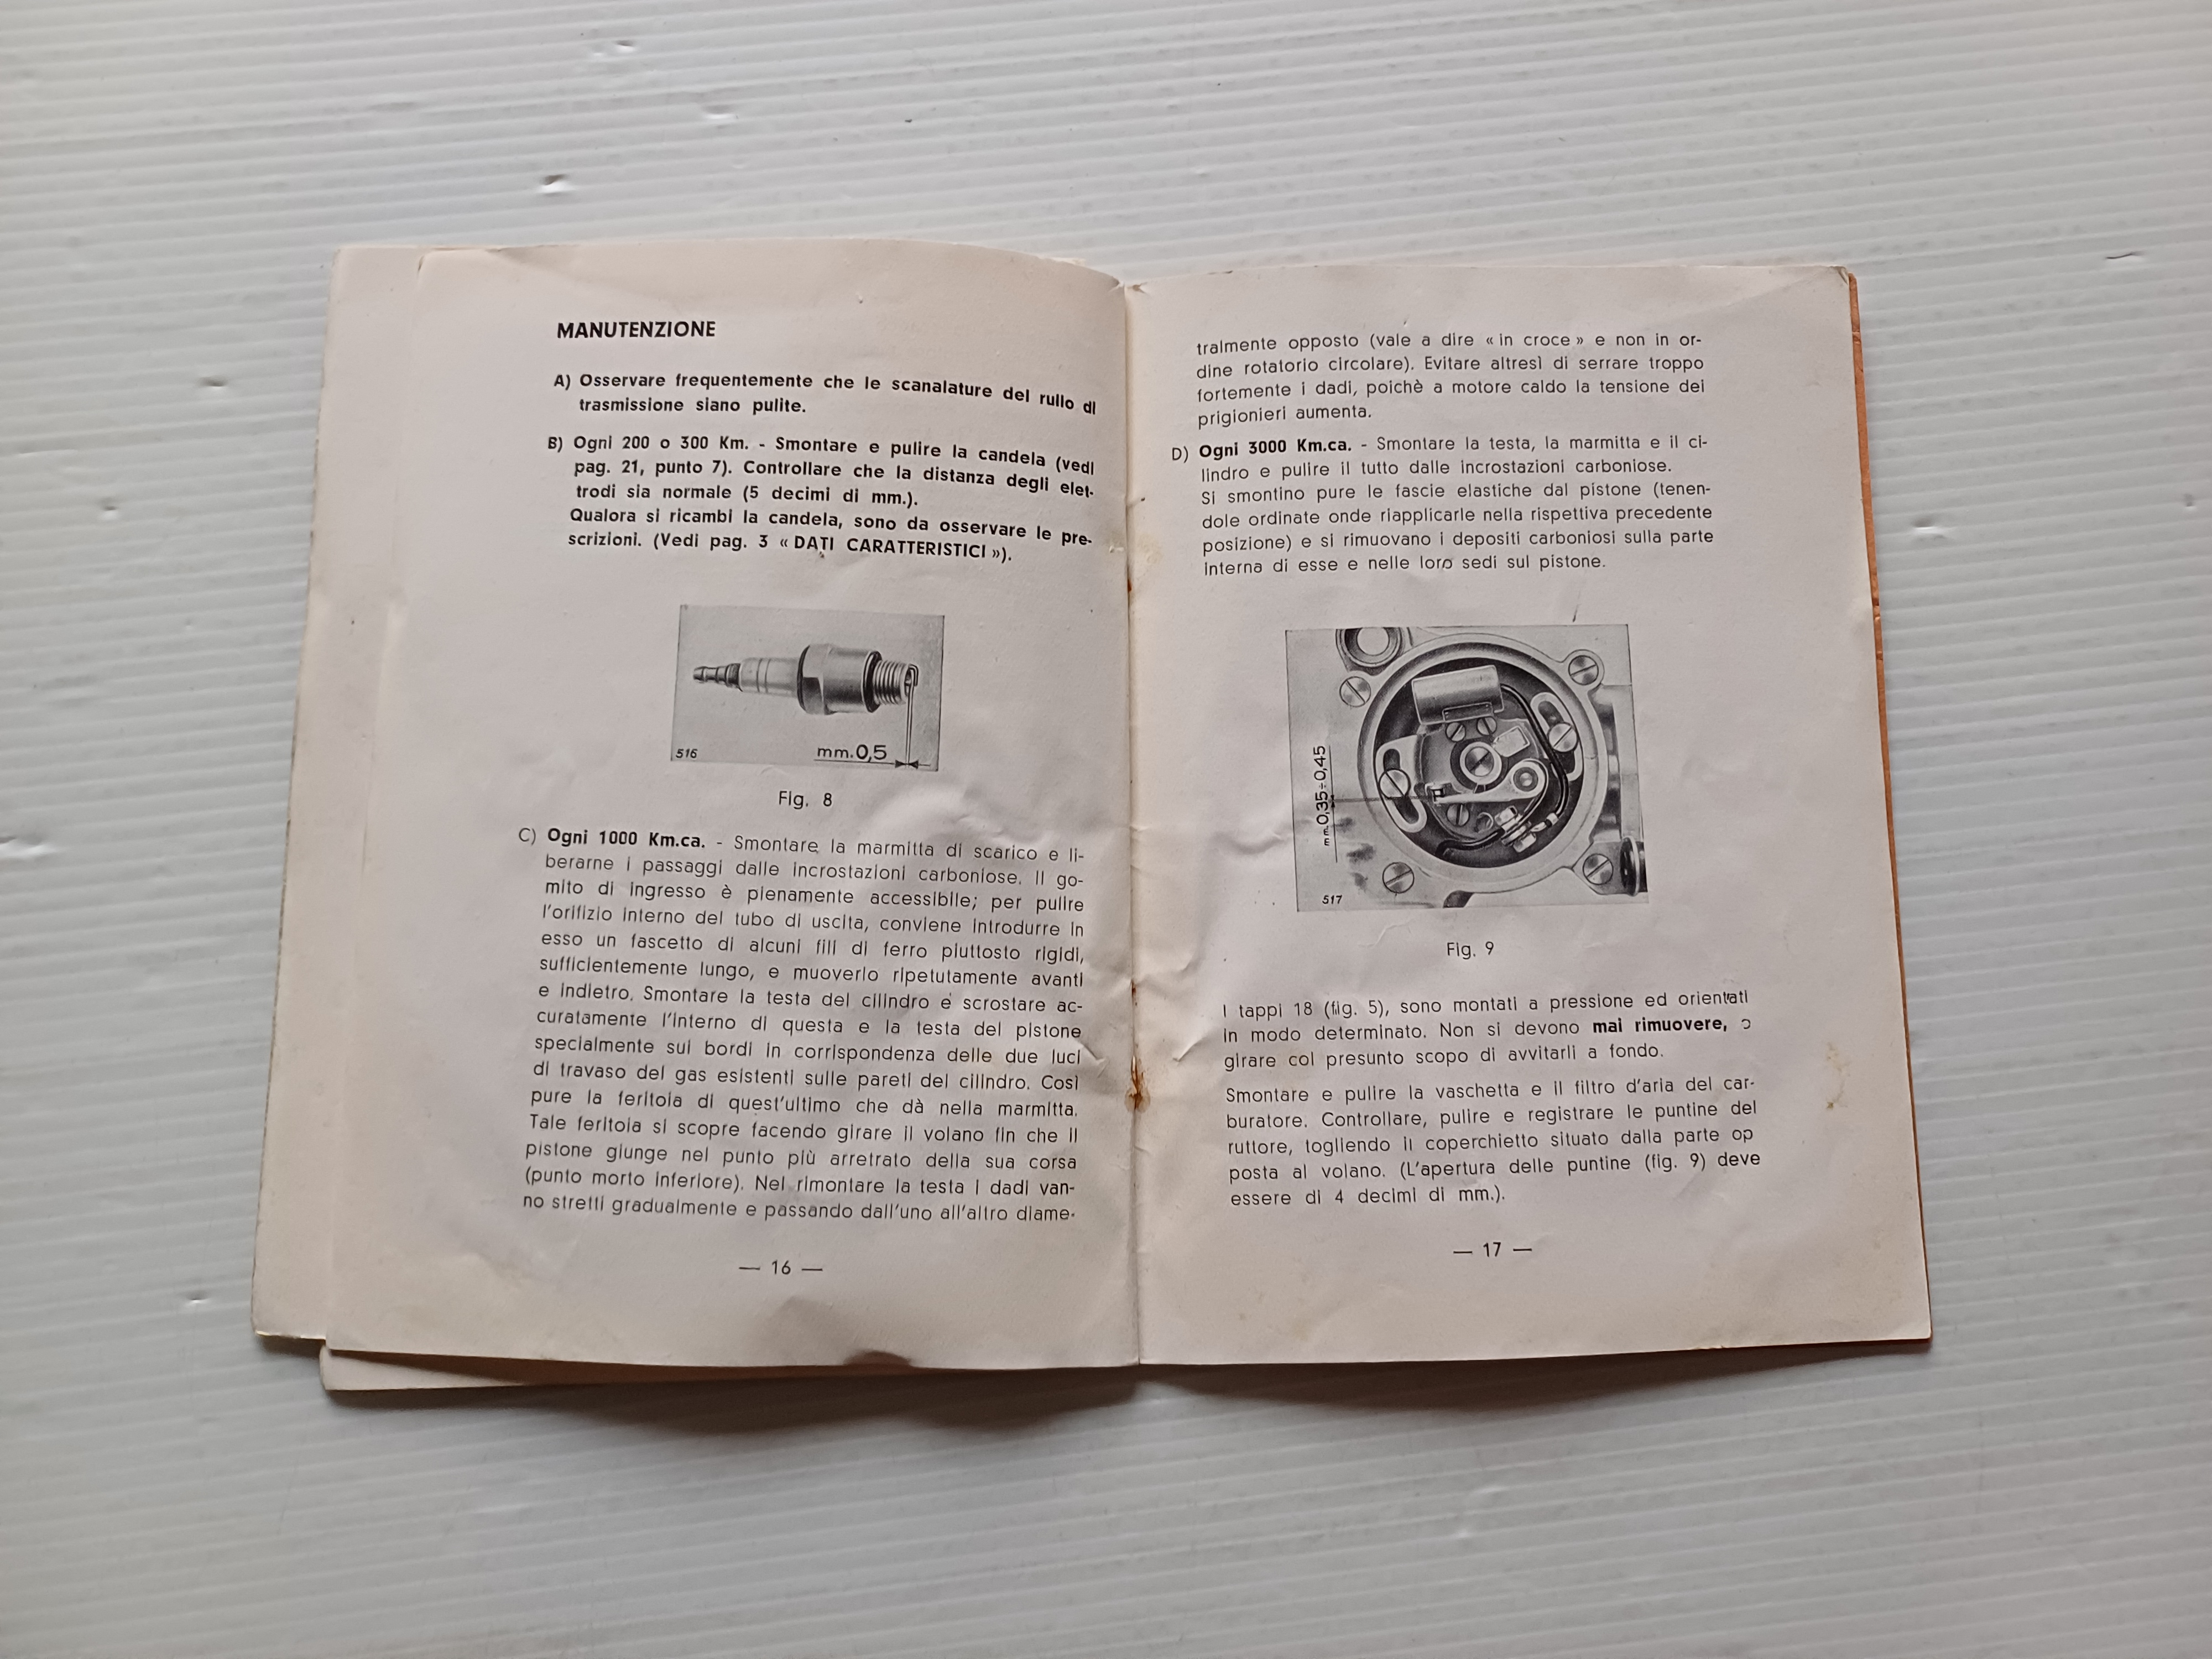 MANUTENZIONE
A) Osservare frequentemente che le scanalature del rullo di
trasmissione siano pulite.
B) Ogni 200 o 300 Km. - Smontare e pulire la candela (vedi
pag. 21, punto 7). Controllare che la distanza degli elet-
trodi sia normale (5 decimi di mm.).
Qualora si ricambi la candela, sono da osservare le pre-
scrizioni. (Vedi pag. 3 « DATI CARATTERISTICI »).
516
mm.0,5
Fig. 8
C) Ogni 1000 Km.ca. - Smontare la marmitta di scarico e li-
berarne i passaggi dalle incrostazioni carboniose. Il go-
mito di ingresso è pienamente accessibile; per pulire
l'orifizio interno del tubo di uscita, conviene introdurre in
esso un fascetto di alcuni fili di ferro piuttosto rigidi,
sufficientemente lungo, e muoverlo ripetutamente avanti
e indietro. Smontare la testa del cilindro e scrostare ac-
curatamente l'interno di questa e la testa del pistone
specialmente sui bordi in corrispondenza delle due luci
di travaso del gas esistenti sulle pareti del cilindro. Così
pure la feritoia di quest'ultimo che dà nella marmitta.
Tale feritoia si scopre facendo girare il volano fin che il
pistone giunge nel punto più arretrato della sua corsa
(punto morto inferiore). Nel rimontare la testa i dadi van-
no stretti gradualmente e passando dall'uno all'altro diame-
— 16 —
tralmente opposto (vale a dire « in croce » e non in or-
dine rotatorio circolare). Evitare altresì di serrare troppo
fortemente i dadi, poichè a motore caldo la tensione dei
prigionieri aumenta.
D) Ogni 3000 Km.ca. - Smontare la testa, la marmitta e il ci-
lindro e pulire il tutto dalle incrostazioni carboniose.
Si smontino pure le fascie elastiche dal pistone (tenen-
dole ordinate onde riapplicarle nella rispettiva precedente
posizione) e si rimuovano i depositi carboniosi sulla parte
interna di esse e nelle loro sedi sul pistone.
mm.0,35÷0,45
517
Fig. 9
I tappi 18 (fig. 5), sono montati a pressione ed orientati
in modo determinato. Non si devono mai rimuovere, o
girare col presunto scopo di avvitarli a fondo.
Smontare e pulire la vaschetta e il filtro d'aria del car-
buratore. Controllare, pulire e registrare le puntine del
ruttore, togliendo il coperchietto situato dalla parte op
posta al volano. (L'apertura delle puntine (fig. 9) deve
essere di 4 decimi di mm.).
— 17 —